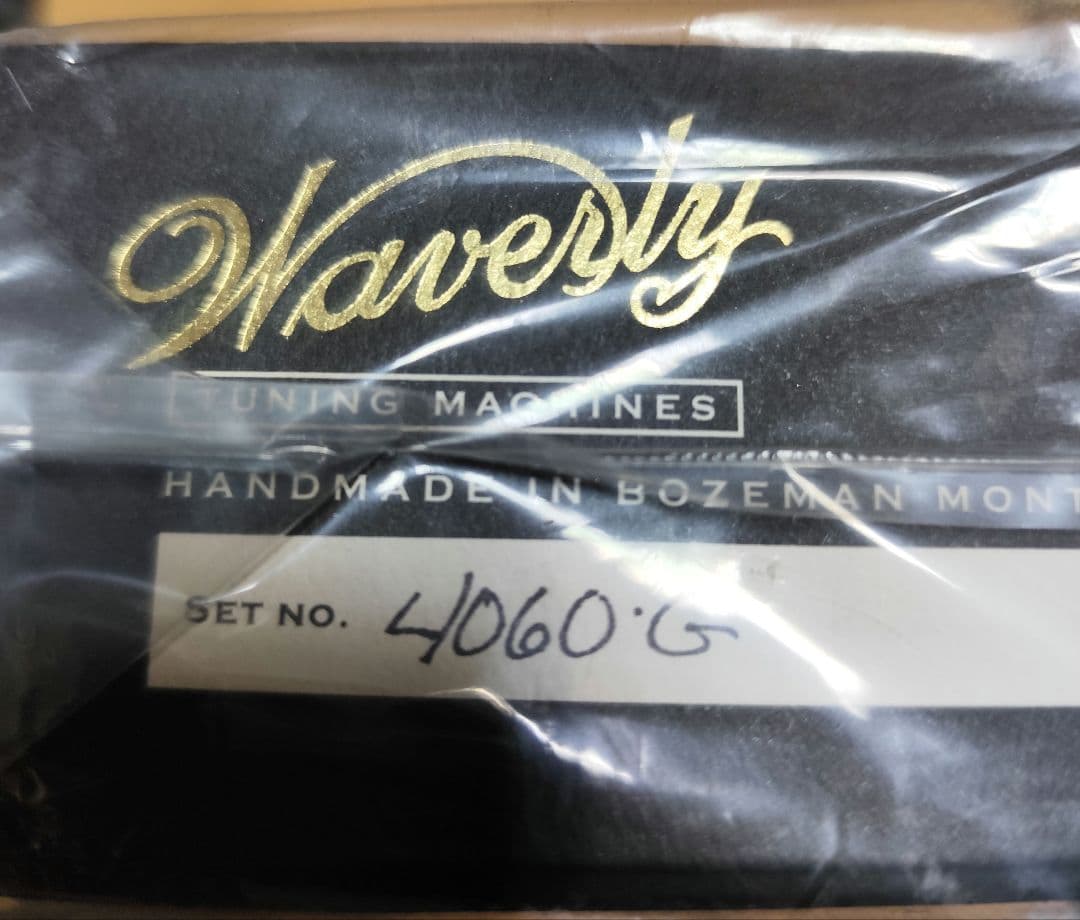 Waverly
TUNING MACHINES
HANDMADE IN BOZEMAN MONT
SET NO. 4060·G